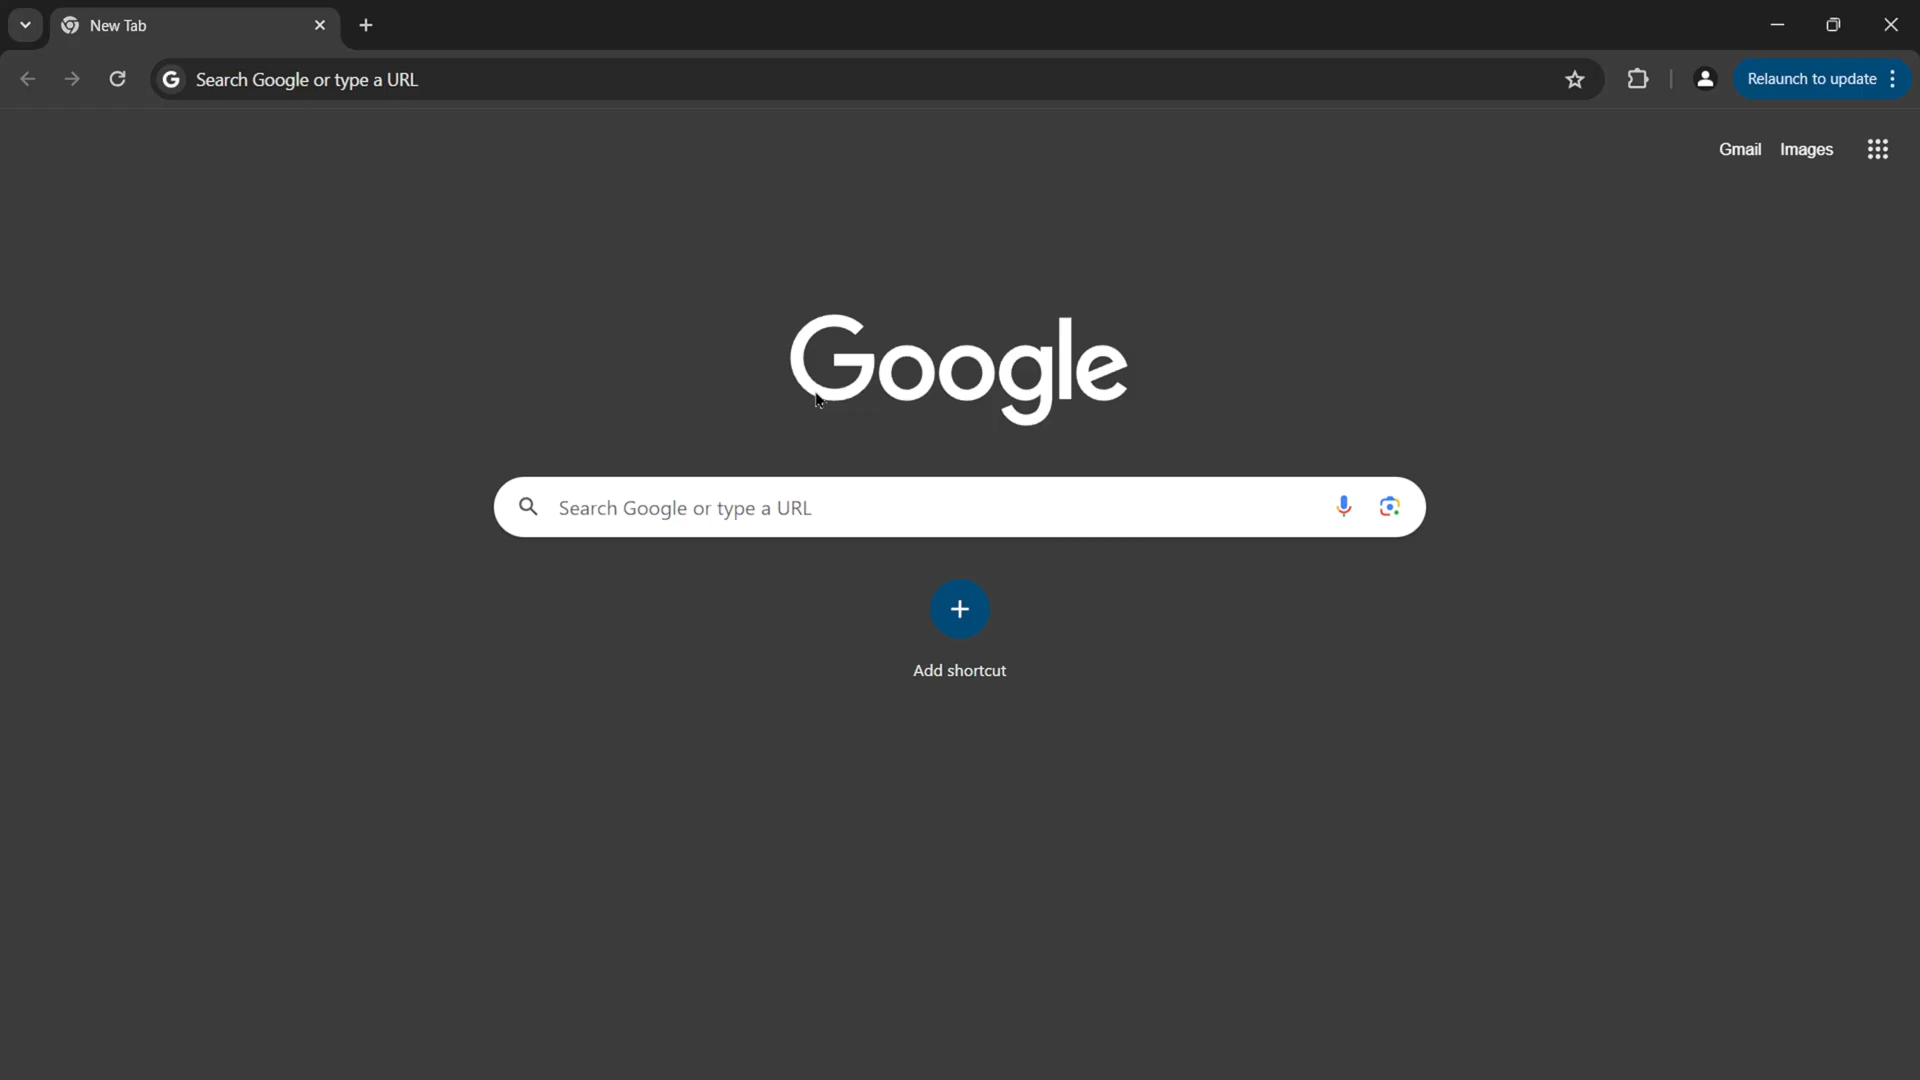 New Tab
Search Google or type a URL
Relaunch to update
Gmail Images
Google
Search Google or type a URL
Add shortcut